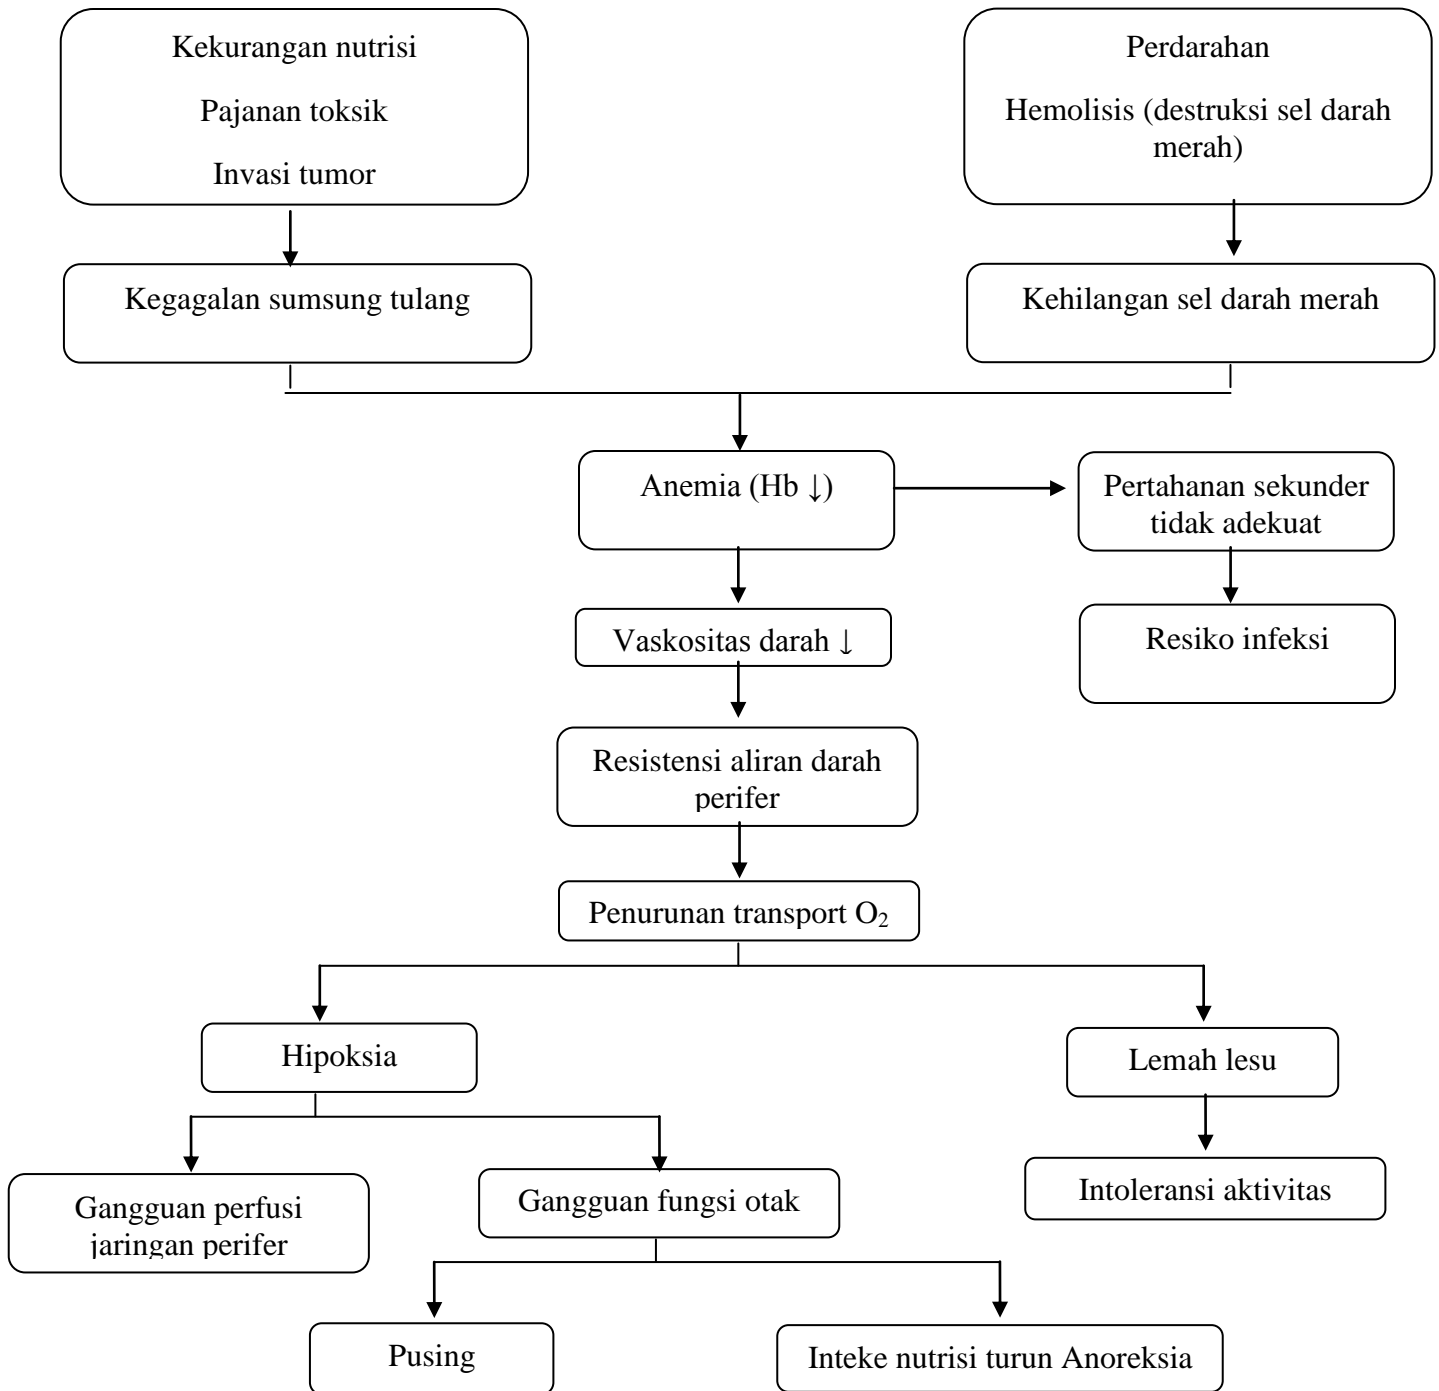 Kekurangan nutrisi
Pajanan toksik
Invasi tumor
Perdarahan
Hemolisis (destruksi sel darah
merah)
Kegagalan sumsung tulang
Kehilangan sel darah merah
Anemia (Hb ↓)
Pertahanan sekunder
tidak adekuat
Vaskositas darah ↓
Resiko infeksi
Resistensi aliran darah
perifer
Penurunan transport O₂
Hipoksia
Lemah lesu
Gangguan perfusi
jaringan perifer
Gangguan fungsi otak
Intoleransi aktivitas
Pusing
Inteke nutrisi turun Anoreksia